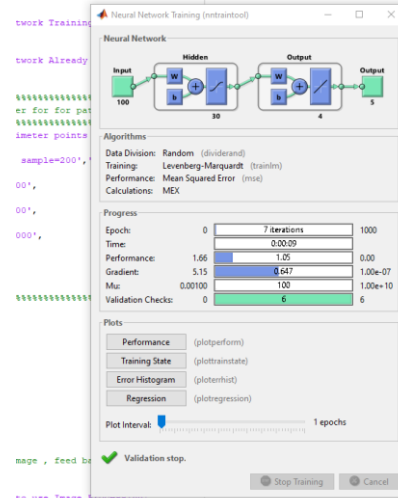 twork Training
twork Already
%%%%%%%%%%%%%
er for for pat
%%%%%%%%%%%%%
imeter points
sample=200','
00',
00',
000',
%%%%%%%%%%%%%
mage , feed ba
Neural Network Training (nntraintool)
Neural Network
Hidden
Output
Input
W
b
+
W
b
+
Output
100
30
4
5
Algorithms
Data Division: Random (dividerand)
Training: Levenberg-Marquardt (trainlm)
Performance: Mean Squared Error (mse)
Calculations: MEX
Progress
Epoch: 0 7 iterations 1000
Time: 0:00:09
Performance: 1.66 1.05 0.00
Gradient: 5.15 0.647 1.00e-07
Mu: 0.00100 100 1.00e+10
Validation Checks: 0 6 6
Plots
Performance (plotperform)
Training State (plottrainstate)
Error Histogram (ploterrhist)
Regression (plotregression)
Plot Interval: 1 epochs
Validation stop.
Stop Training Cancel